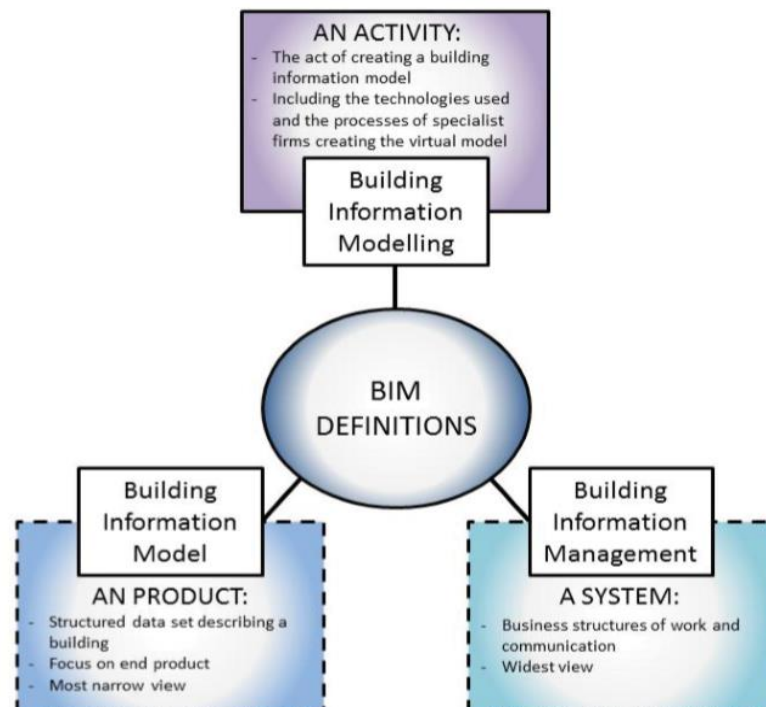 AN ACTIVITY:
- The act of creating a building
information model
- Including the technologies used
and the processes of specialist
firms creating the virtual model
Building
Information
Modelling
BIM
DEFINITIONS
Building
Information
Model
AN PRODUCT:
- Structured data set describing a
building
- Focus on end product
- Most narrow view
Building
Information
Management
A SYSTEM:
- Business structures of work and
communication
- Widest view